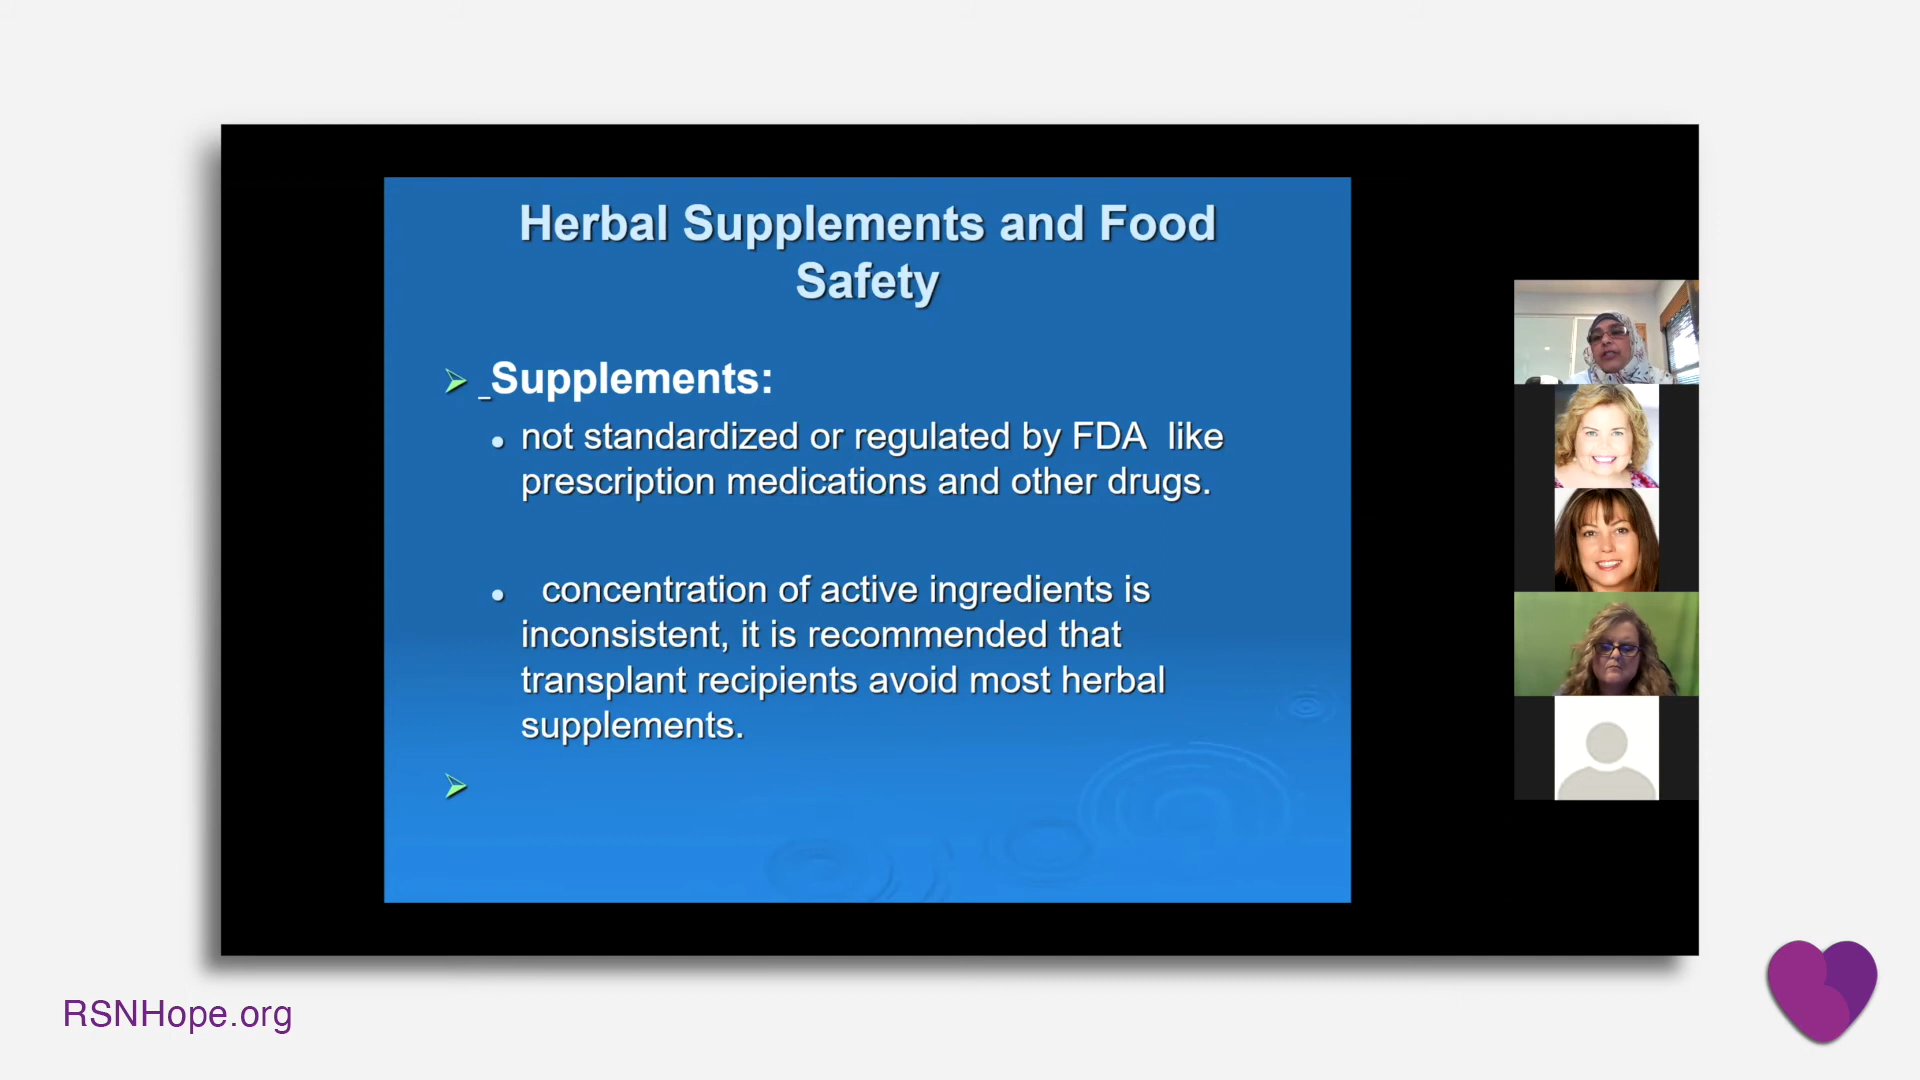 Herbal Supplements and Food
Safety
Supplements:
not standardized or regulated by FDA like
prescription medications and other drugs.
concentration of active ingredients is
inconsistent, it is recommended that
transplant recipients avoid most herbal
supplements.
RSNHope.org